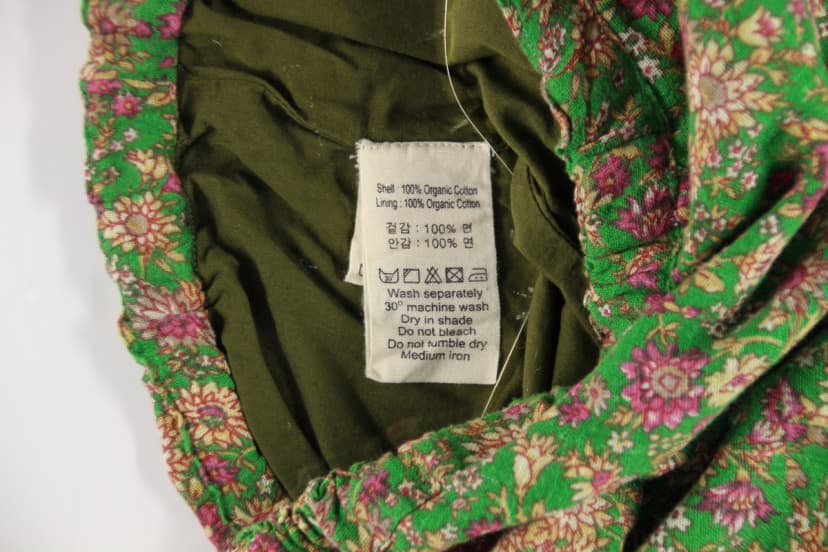 Shell 100% Organic Cotton
Lining : 100% Organic Cotton
겉감 : 100% 면
안감 : 100% 면
Wash separately
30° machine wash
Dry in shade
Do not bleach
Do not tumble dry
Medium iron